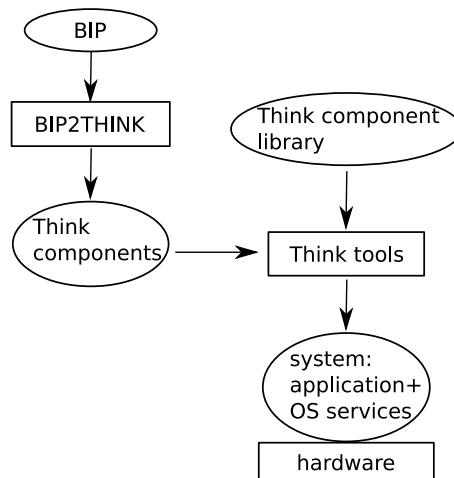 BIP
BIP2THINK
Think component
library
Think
components
Think tools
system:
application+
OS services
hardware